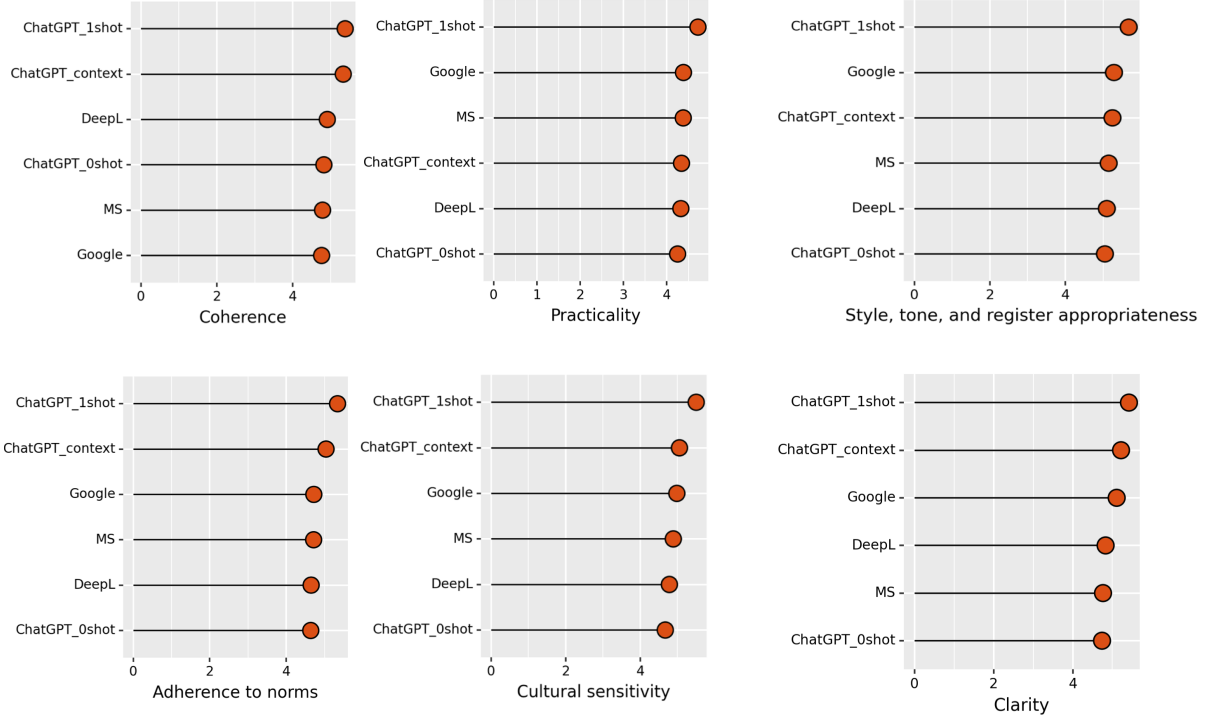 ChatGPT_1shot
ChatGPT_context
DeepL
ChatGPT_0shot
MS
Google
0 2 4
Coherence
ChatGPT_1shot
Google
MS
ChatGPT_context
DeepL
ChatGPT_0shot
0 1 2 3 4
Practicality
ChatGPT_1shot
Google
ChatGPT_context
MS
DeepL
ChatGPT_0shot
0 2 4
Style, tone, and register appropriateness
ChatGPT_1shot
ChatGPT_context
Google
MS
DeepL
ChatGPT_0shot
0 2 4
Adherence to norms
ChatGPT_1shot
ChatGPT_context
Google
MS
DeepL
ChatGPT_0shot
0 2 4
Cultural sensitivity
ChatGPT_1shot
ChatGPT_context
Google
DeepL
MS
ChatGPT_0shot
0 2 4
Clarity